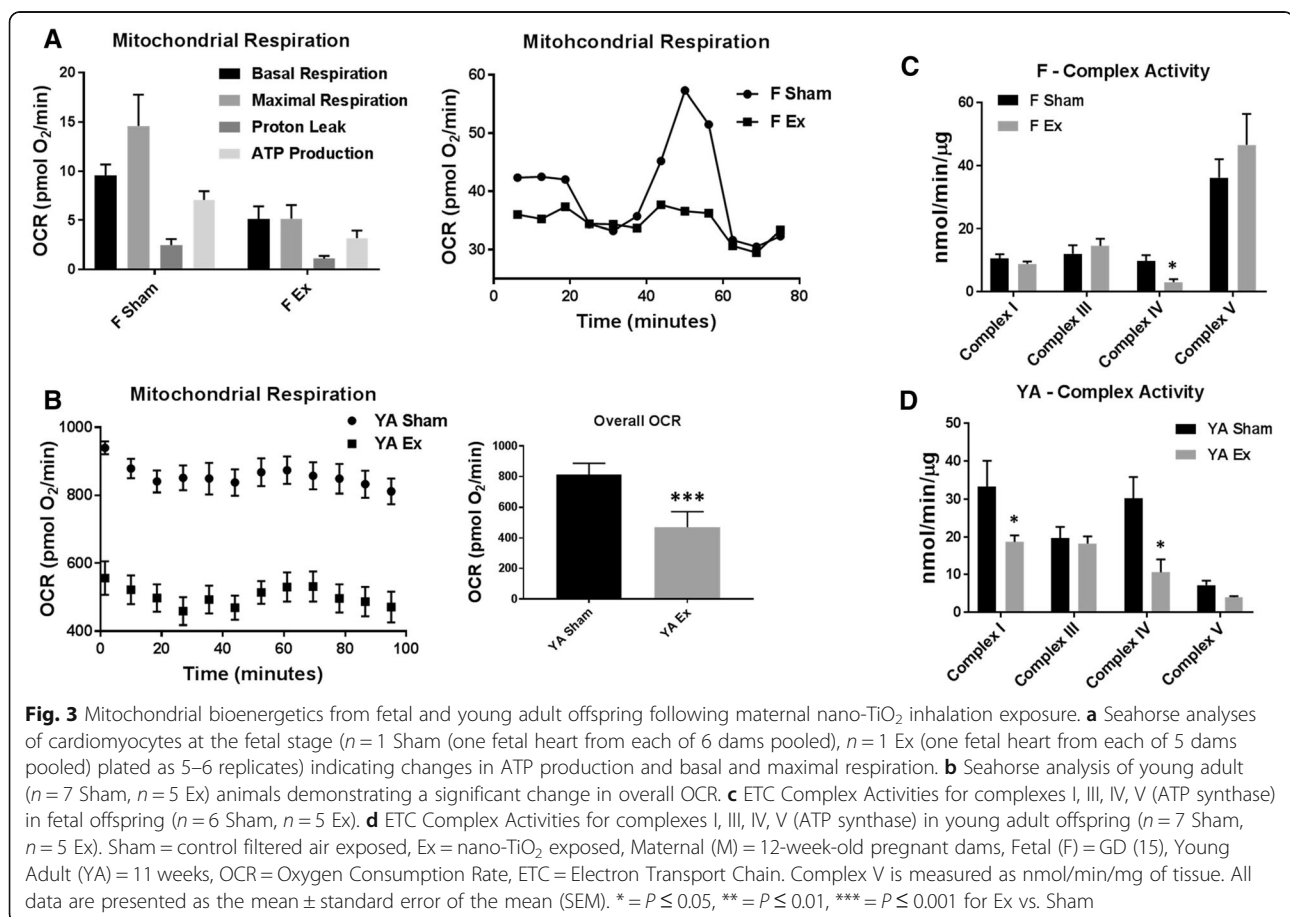 A
Mitochondrial Respiration
OCR (pmol O₂/min)
20
15
10
5
0
Basal Respiration
Maximal Respiration
Proton Leak
ATP Production
F Sham
F Ex
Mitohcondrial Respiration
OCR (pmol O₂/min)
60
50
40
30
F Sham
F Ex
0
20
40
60
80
Time (minutes)
C
F - Complex Activity
nmol/min/µg
60
40
20
0
F Sham
F Ex
*
Complex I
Complex III
Complex IV
Complex V
B
Mitochondrial Respiration
OCR (pmol O₂/min)
1000
800
600
400
YA Sham
YA Ex
0
20
40
60
80
100
Time (minutes)
Overall OCR
OCR (pmol O₂/min)
1000
800
600
400
200
0
***
YA Sham
YA Ex
D
YA - Complex Activity
nmol/min/µg
50
40
30
20
10
0
YA Sham
YA Ex
*
*
Complex I
Complex III
Complex IV
Complex V
Fig. 3 Mitochondrial bioenergetics from fetal and young adult offspring following maternal nano-TiO₂ inhalation exposure. a Seahorse analyses
of cardiomyocytes at the fetal stage (n = 1 Sham (one fetal heart from each of 6 dams pooled), n = 1 Ex (one fetal heart from each of 5 dams
pooled) plated as 5–6 replicates) indicating changes in ATP production and basal and maximal respiration. b Seahorse analysis of young adult
(n = 7 Sham, n = 5 Ex) animals demonstrating a significant change in overall OCR. c ETC Complex Activities for complexes I, III, IV, V (ATP synthase)
in fetal offspring (n = 6 Sham, n = 5 Ex). d ETC Complex Activities for complexes I, III, IV, V (ATP synthase) in young adult offspring (n = 7 Sham,
n = 5 Ex). Sham = control filtered air exposed, Ex = nano-TiO₂ exposed, Maternal (M) = 12-week-old pregnant dams, Fetal (F) = GD (15), Young
Adult (YA) = 11 weeks, OCR = Oxygen Consumption Rate, ETC = Electron Transport Chain. Complex V is measured as nmol/min/mg of tissue. All
data are presented as the mean ± standard error of the mean (SEM). * = P ≤ 0.05, ** = P ≤ 0.01, *** = P ≤ 0.001 for Ex vs. Sham